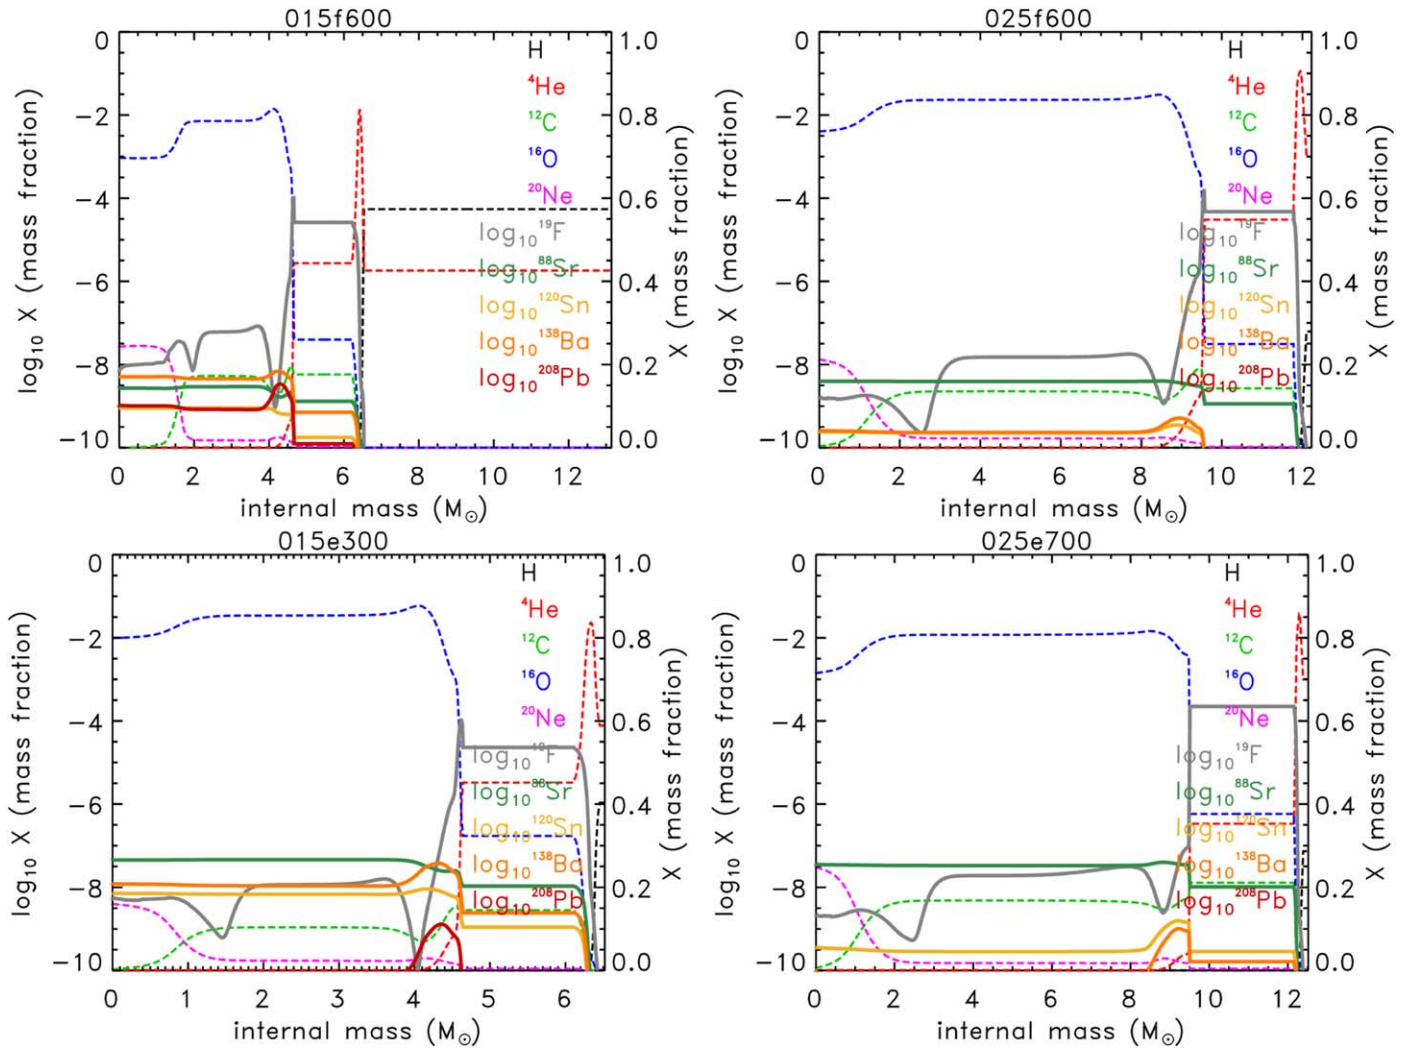 015f600
H
⁴He
¹²C
¹⁶O
²⁰Ne
log₁₀ ¹⁹F
log₁₀ ⁸⁸Sr
log₁₀ ¹²⁰Sn
log₁₀ ¹³⁸Ba
log₁₀ ²⁰⁸Pb
log₁₀ X (mass fraction)
0
−2
−4
−6
−8
−10
X (mass fraction)
1.0
0.8
0.6
0.4
0.2
0.0
0 2 4 6 8 10 12
internal mass (M⊙)
025f600
H
⁴He
¹²C
¹⁶O
²⁰Ne
log₁₀ ¹⁹F
log₁₀ ⁸⁸Sr
log₁₀ ¹²⁰Sn
log₁₀ ¹³⁸Ba
log₁₀ ²⁰⁸Pb
log₁₀ X (mass fraction)
0
−2
−4
−6
−8
−10
X (mass fraction)
1.0
0.8
0.6
0.4
0.2
0.0
0 2 4 6 8 10 12
internal mass (M⊙)
015e300
H
⁴He
¹²C
¹⁶O
²⁰Ne
log₁₀ ¹⁹F
log₁₀ ⁸⁸Sr
log₁₀ ¹²⁰Sn
log₁₀ ¹³⁸Ba
log₁₀ ²⁰⁸Pb
log₁₀ X (mass fraction)
0
−2
−4
−6
−8
−10
X (mass fraction)
1.0
0.8
0.6
0.4
0.2
0.0
0 1 2 3 4 5 6
internal mass (M⊙)
025e700
H
⁴He
¹²C
¹⁶O
²⁰Ne
log₁₀ ¹⁹F
log₁₀ ⁸⁸Sr
log₁₀ ¹²⁰Sn
log₁₀ ¹³⁸Ba
log₁₀ ²⁰⁸Pb
log₁₀ X (mass fraction)
0
−2
−4
−6
−8
−10
X (mass fraction)
1.0
0.8
0.6
0.4
0.2
0.0
0 2 4 6 8 10 12
internal mass (M⊙)